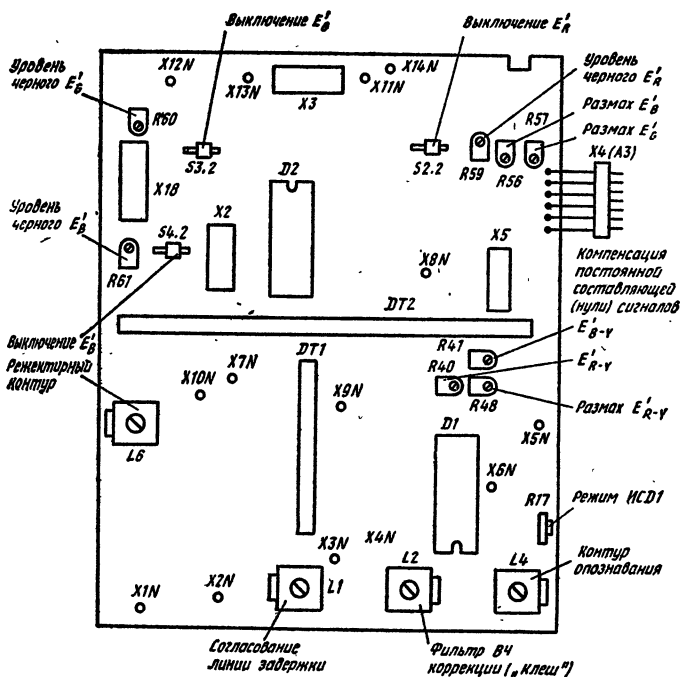 Выключение E'G
Выключение E'R
Уровень
черного E'G
X12N
X13N
X3
X11N
X14N
Уровень
черного E'R
Размах E'B
R57
Размах E'G
X4(A3)
R60
S3.2
S2.2
R59
R56
X18
D2
Уровень
черного E'B
S4.2
X2
X5
R61
X8N
Компенсация
постоянной
составляющей
(нули) сигналов
DT2
E'B-Y
Выключение E'B
R41
E'R-Y
Режектирный
контур
DT1
R40
X7N
X10N
X9N
R48
Размах E'R-Y
D1
X5N
L6
X6N
R17
Режим ИСD1
X3N
X4N
L2
L4
Контур
опознавания
X1N
X2N
L1
Согласование
линии задержки
Фильтр ВЧ
коррекции („клеш")